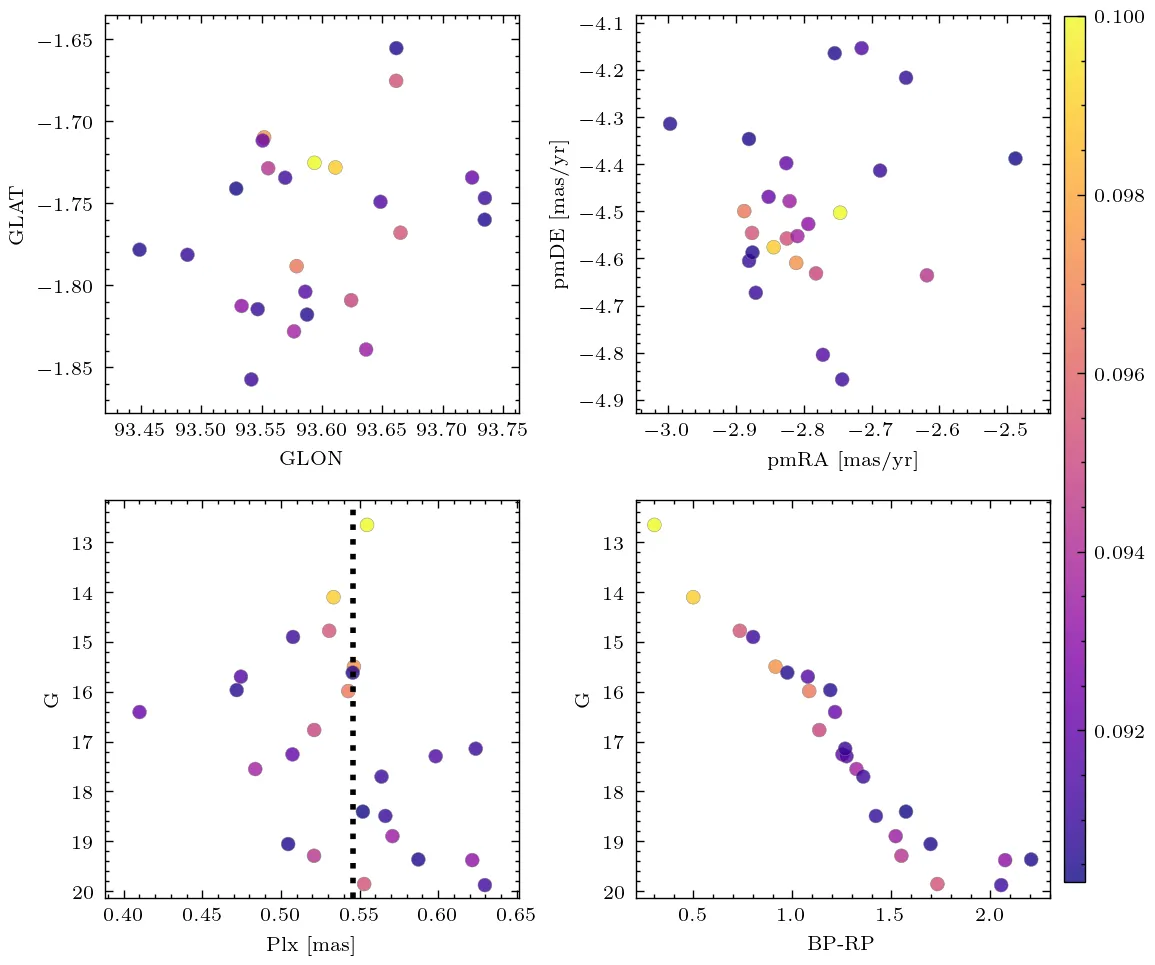 −1.65
−1.70
−1.75
−1.80
−1.85
GLAT
93.45 93.50 93.55 93.60 93.65 93.70 93.75
GLON
−4.1
−4.2
−4.3
−4.4
−4.5
−4.6
−4.7
−4.8
−4.9
pmDE [mas/yr]
−3.0 −2.9 −2.8 −2.7 −2.6 −2.5
pmRA [mas/yr]
0.100
0.098
0.096
0.094
0.092
13
14
15
16
17
18
19
20
G
0.40 0.45 0.50 0.55 0.60 0.65
Plx [mas]
13
14
15
16
17
18
19
20
G
0.5 1.0 1.5 2.0
BP-RP